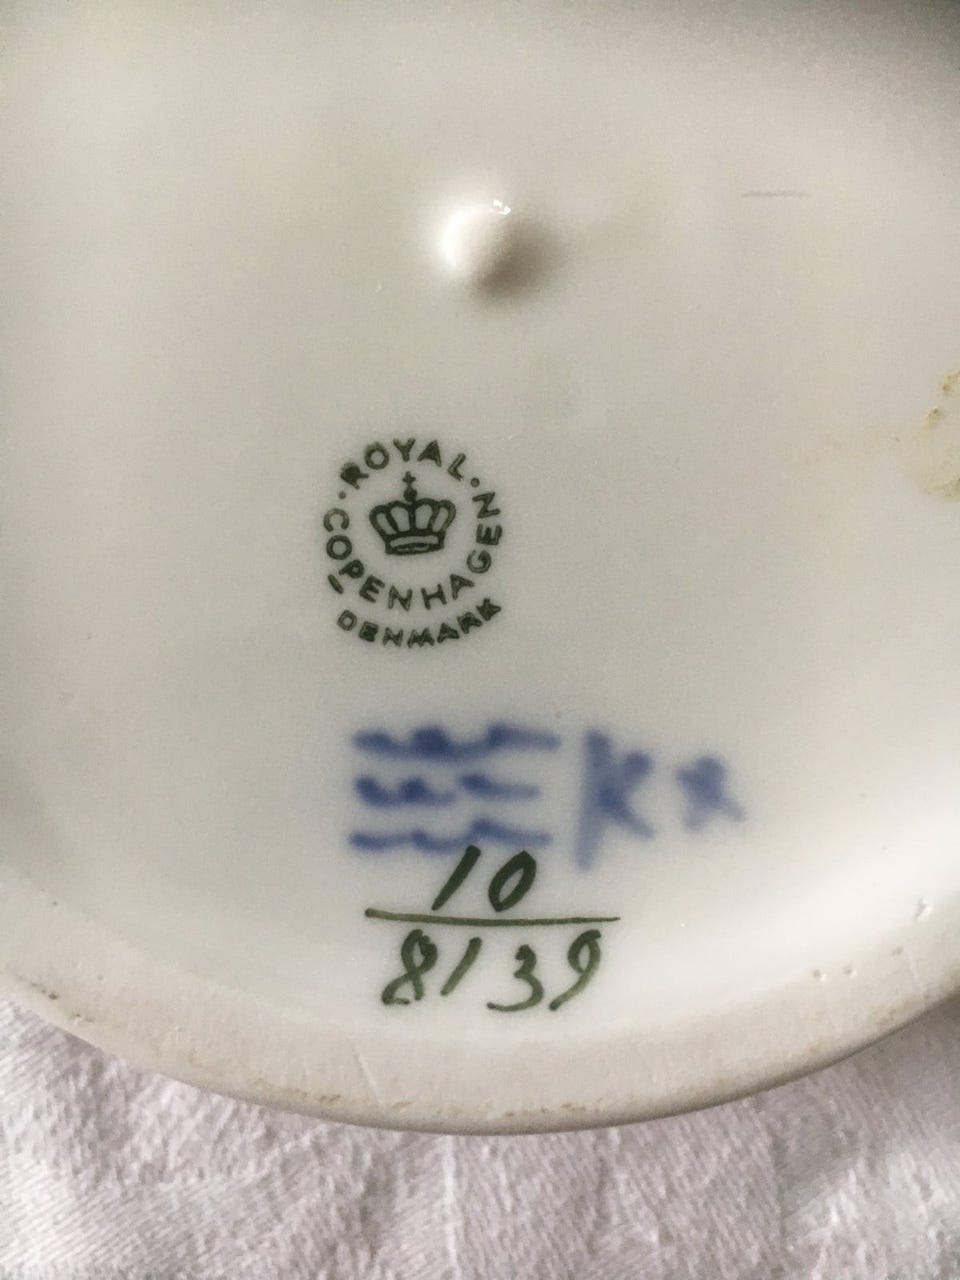 ROYAL
COPENHAGEN
DENMARK
10
8139